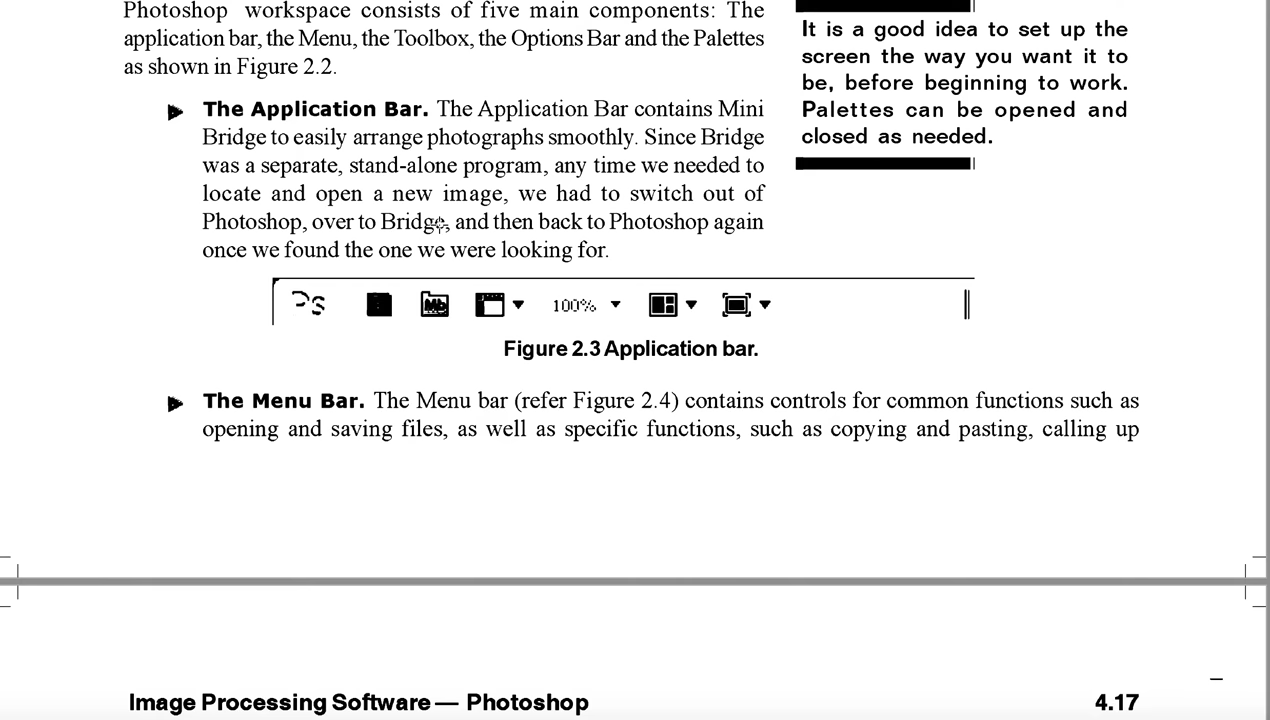 Photoshop workspace consists of five main components: The
application bar, the Menu, the Toolbox, the Options Bar and the Palettes
as shown in Figure 2.2.
It is a good idea to set up the
screen the way you want it to
be, before beginning to work.
Palettes can be opened and
closed as needed.
The Application Bar. The Application Bar contains Mini
Bridge to easily arrange photographs smoothly. Since Bridge
was a separate, stand-alone program, any time we needed to
locate and open a new image, we had to switch out of
Photoshop, over to Bridge, and then back to Photoshop again
once we found the one we were looking for.
Ps Mb 100%
Figure 2.3 Application bar.
The Menu Bar. The Menu bar (refer Figure 2.4) contains controls for common functions such as
opening and saving files, as well as specific functions, such as copying and pasting, calling up
Image Processing Software — Photoshop 4.17